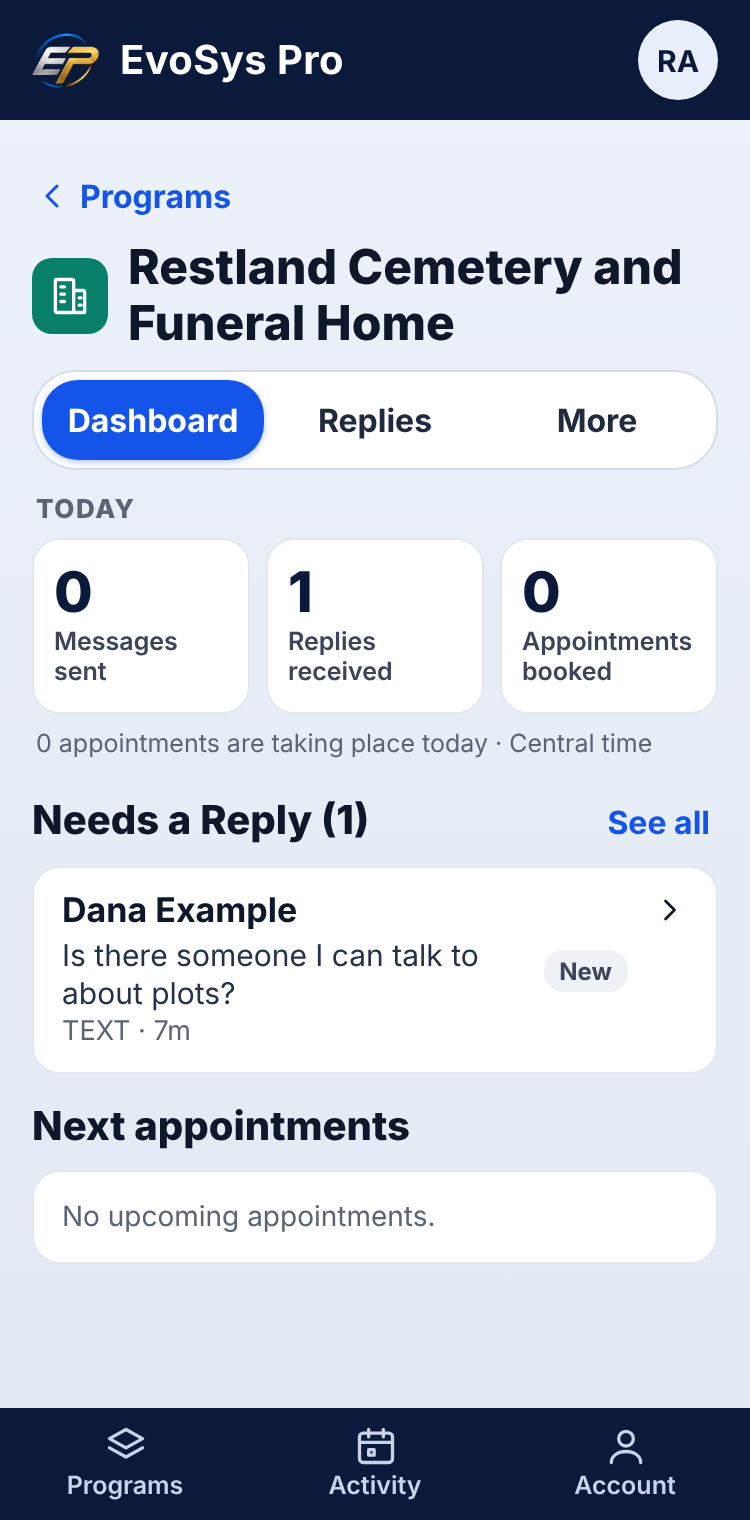 EP EvoSys Pro
RA
Programs
Restland Cemetery and
Funeral Home
Dashboard
Replies
More
TODAY
0
Messages
sent
1
Replies
received
0
Appointments
booked
0 appointments are taking place today · Central time
Needs a Reply (1)
See all
Dana Example
Is there someone I can talk to
about plots?
New
TEXT · 7m
Next appointments
No upcoming appointments.
Programs
Activity
Account